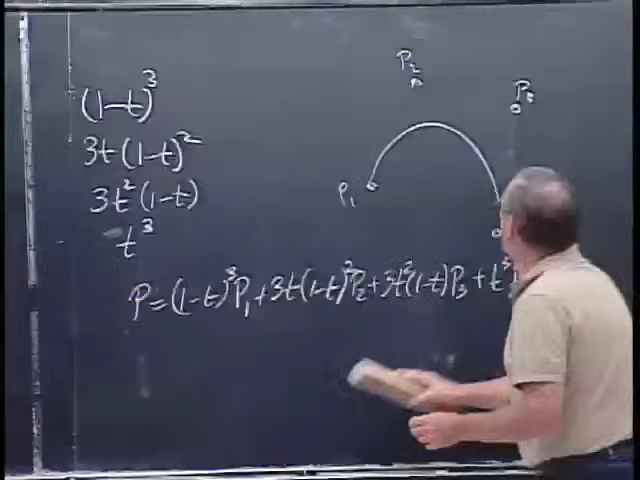 (1-t)³
3t(1-t)²
3t²(1-t)
t³
P₂
P₁
P=(1-t)³P₁+3t(1-t)²P₂+3t²(1-t)P₃+t³